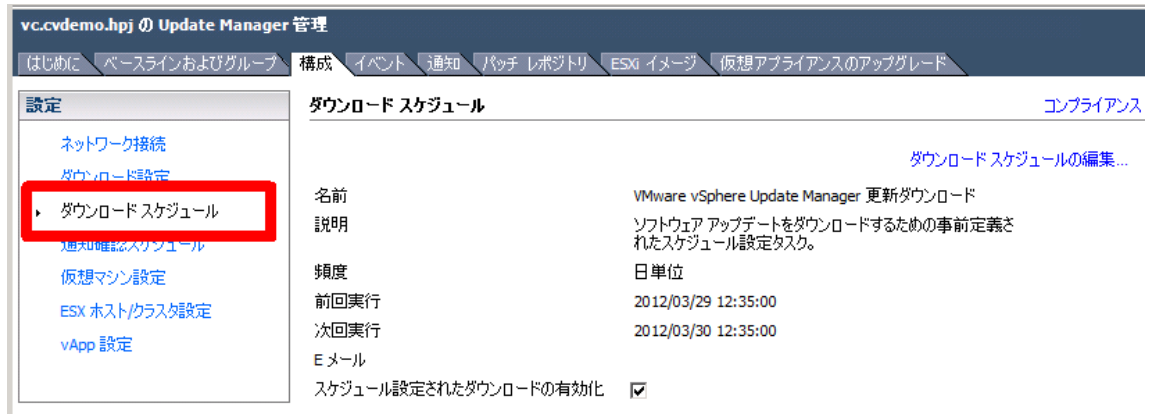 vc.cvdemo.hpj の Update Manager 管理
はじめに ベースラインおよびグループ 構成 イベント 通知 パッチ レポジトリ ESXi イメージ 仮想アプライアンスのアップグレード
設定
ネットワーク接続
ダウンロード設定
ダウンロード スケジュール
通知確認スケジュール
仮想マシン設定
ESX ホスト/クラスタ設定
vApp 設定
ダウンロード スケジュール
コンプライアンス
ダウンロード スケジュールの編集...
名前 VMware vSphere Update Manager 更新ダウンロード
説明 ソフトウェア アップデートをダウンロードするための事前定義さ
れたスケジュール設定タスク。
頻度 日単位
前回実行 2012/03/29 12:35:00
次回実行 2012/03/30 12:35:00
E メール
スケジュール設定されたダウンロードの有効化